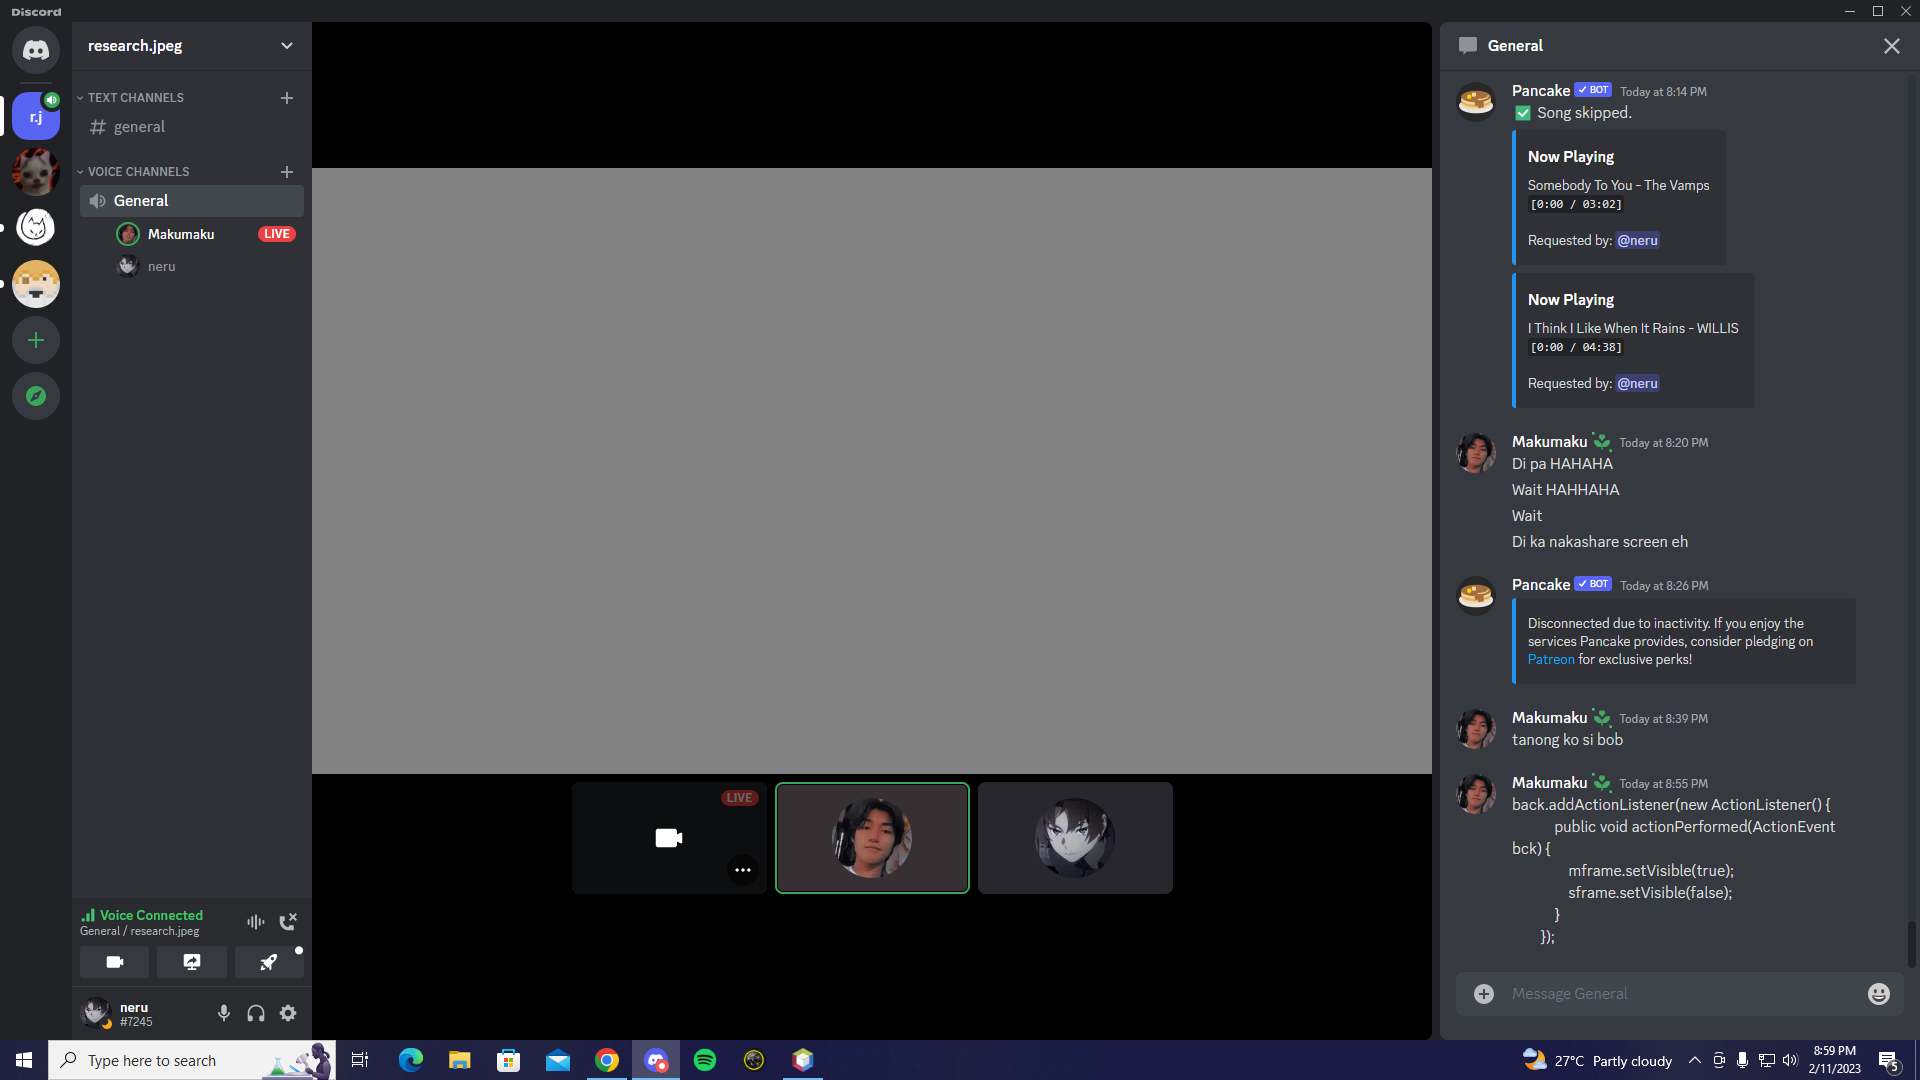 Discord
research.jpeg
TEXT CHANNELS
general
VOICE CHANNELS
General
Makumaku LIVE
neru
r.j
LIVE
Voice Connected
General / research.jpeg
neru
#7245
General
Pancake BOT Today at 8:14 PM
Song skipped.
Now Playing
Somebody To You - The Vamps
[0:00 / 03:02]
Requested by: @neru
Now Playing
I Think I Like When It Rains - WILLIS
[0:00 / 04:38]
Requested by: @neru
Makumaku Today at 8:20 PM
Di pa HAHAHA
Wait HAHHAHA
Wait
Di ka nakashare screen eh
Pancake BOT Today at 8:26 PM
Disconnected due to inactivity. If you enjoy the
services Pancake provides, consider pledging on
Patreon for exclusive perks!
Makumaku Today at 8:39 PM
tanong ko si bob
Makumaku Today at 8:55 PM
back.addActionListener(new ActionListener() {
public void actionPerformed(ActionEvent
bck) {
mframe.setVisible(true);
sframe.setVisible(false);
}
});
Message General
Type here to search
27°C Partly cloudy
8:59 PM
2/11/2023
5